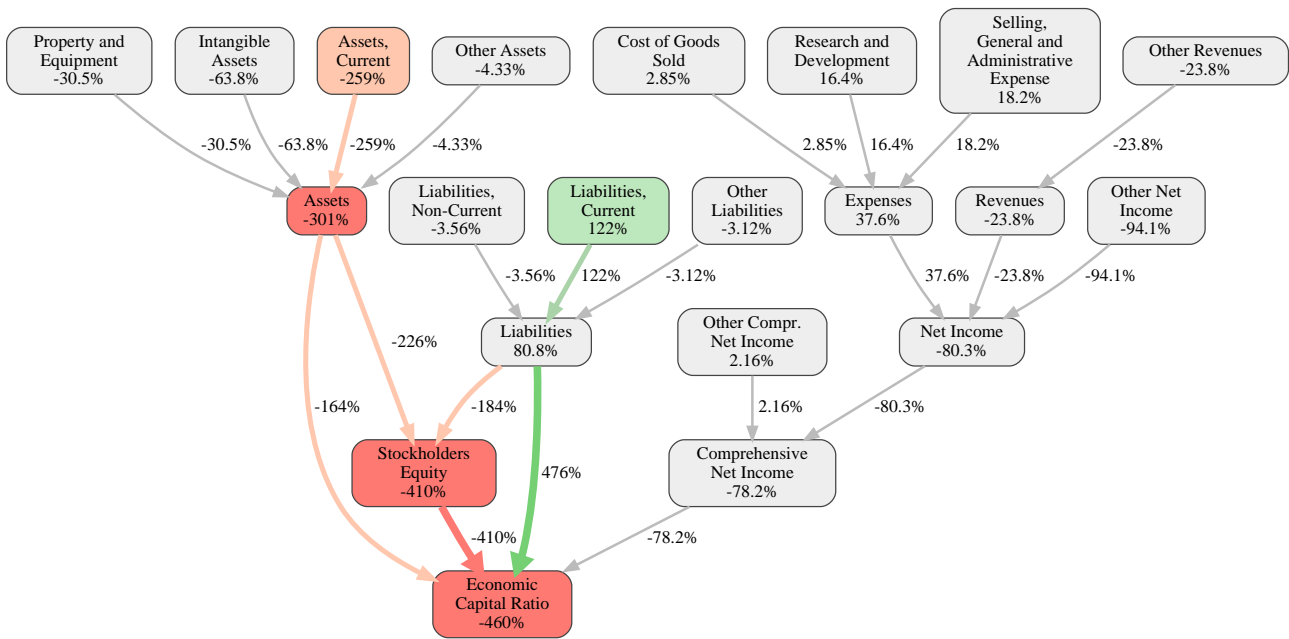 Property and
Equipment
-30.5%
Intangible
Assets
-63.8%
Assets,
Current
-259%
Other Assets
-4.33%
Cost of Goods
Sold
2.85%
Research and
Development
16.4%
Selling,
General and
Administrative
Expense
18.2%
Other Revenues
-23.8%
-30.5%
-63.8%
-259%
-4.33%
2.85%
16.4%
18.2%
-23.8%
Assets
-301%
Liabilities,
Non-Current
-3.56%
Liabilities,
Current
122%
Other
Liabilities
-3.12%
Expenses
37.6%
Revenues
-23.8%
Other Net
Income
-94.1%
-3.56%
122%
-3.12%
37.6%
-23.8%
-94.1%
-226%
Liabilities
80.8%
Other Compr.
Net Income
2.16%
Net Income
-80.3%
-164%
-184%
2.16%
-80.3%
Stockholders
Equity
-410%
476%
Comprehensive
Net Income
-78.2%
-410%
-78.2%
Economic
Capital Ratio
-460%